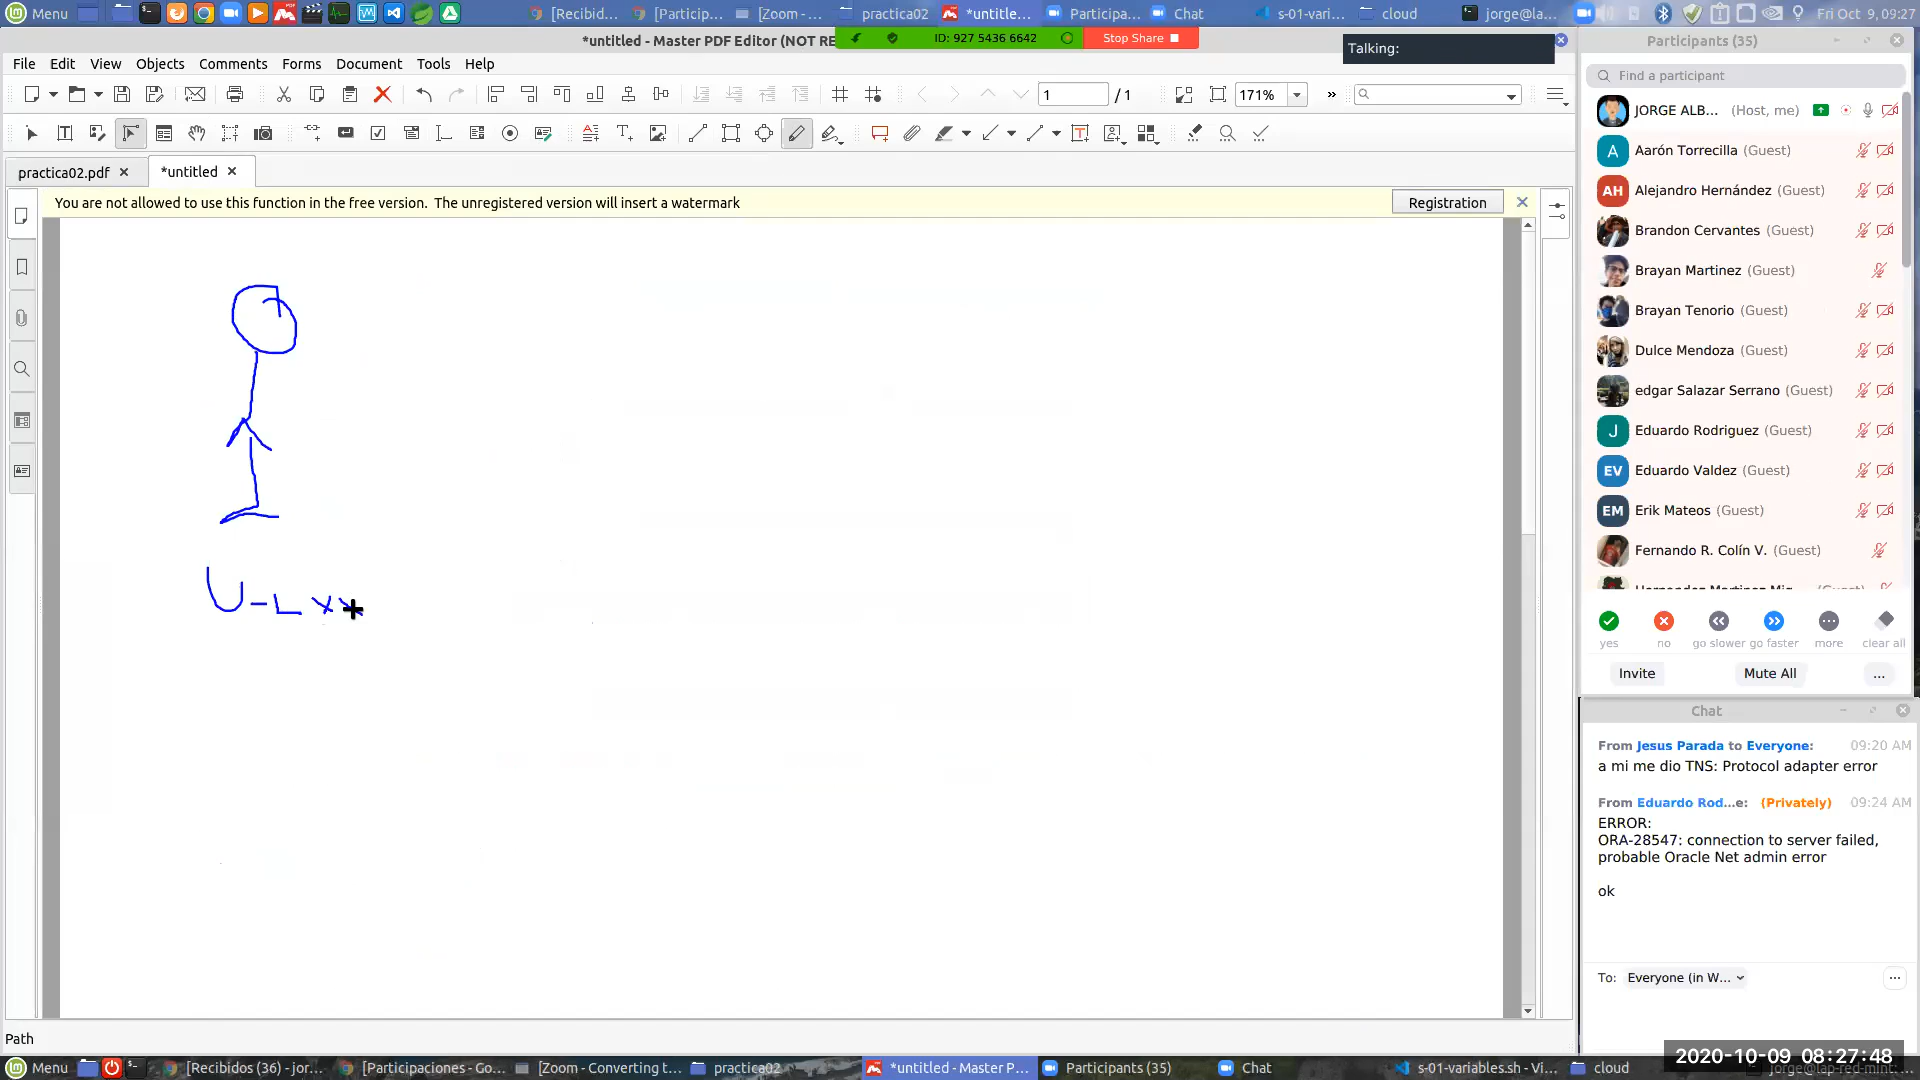 Menu [Recibid... [Particip... [Zoom - ... practica02 *untitle... Participa... Chat s-01-vari... cloud jorge@la... Fri Oct 9, 09:27
*untitled - Master PDF Editor (NOT RE ID: 927 5436 6642 Stop Share
Talking:
File Edit View Objects Comments Forms Document Tools Help
1 / 1 171% »
practica02.pdf *untitled
You are not allowed to use this function in the free version. The unregistered version will insert a watermark Registration
U-Lxx
Path
Participants (35)
Find a participant
JORGE ALB... (Host, me)
A Aarón Torrecilla (Guest)
AH Alejandro Hernández (Guest)
Brandon Cervantes (Guest)
Brayan Martinez (Guest)
Brayan Tenorio (Guest)
Dulce Mendoza (Guest)
edgar Salazar Serrano (Guest)
J Eduardo Rodriguez (Guest)
EV Eduardo Valdez (Guest)
EM Erik Mateos (Guest)
Fernando R. Colín V. (Guest)
yes no go slower go faster more clear all
Invite Mute All ...
Chat
From Jesus Parada to Everyone: 09:20 AM
a mi me dio TNS: Protocol adapter error
From Eduardo Rod...e: (Privately) 09:24 AM
ERROR:
ORA-28547: connection to server failed,
probable Oracle Net admin error
ok
To: Everyone (in W...
2020-10-09 08:27:48
Menu [Recibidos (36) - jor... [Participaciones - Go... [Zoom - Converting t... practica02 *untitled - Master P... Participants (35) Chat s-01-variables.sh - Vi... cloud jorge@lap-red-mint:...